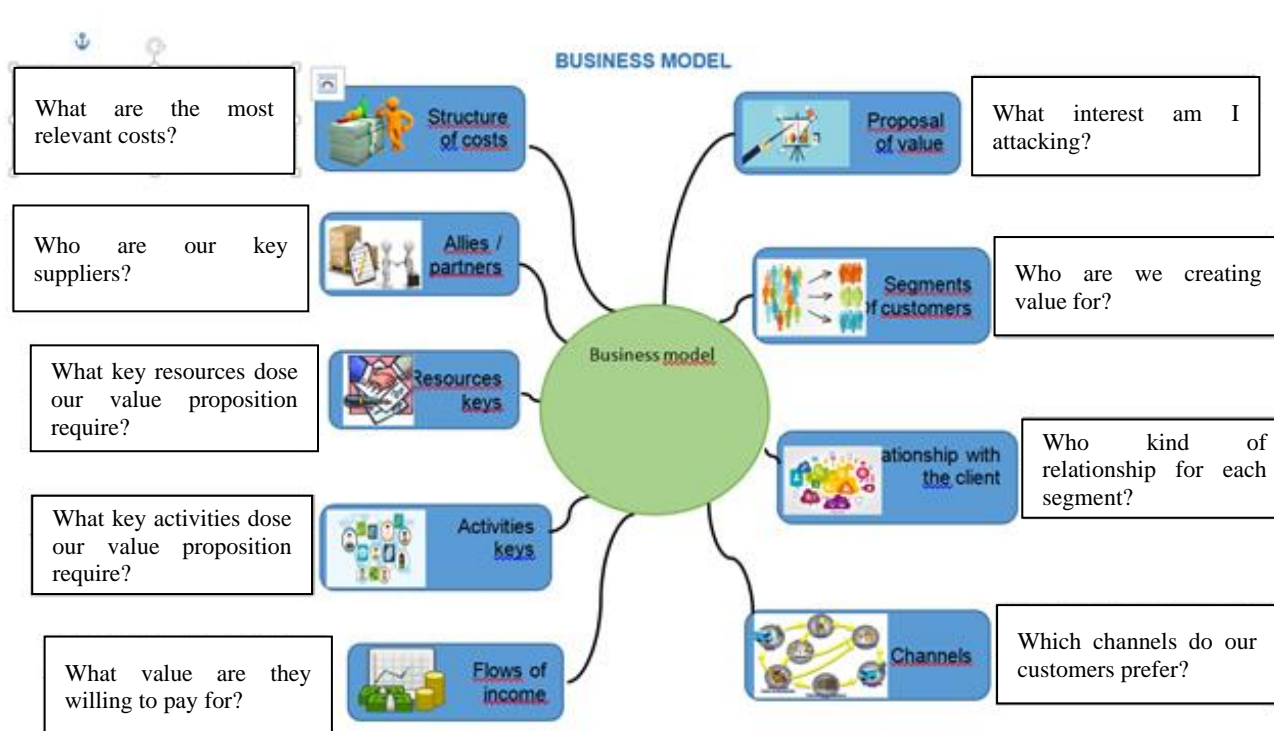 BUSINESS MODEL
What are the most
relevant costs?
Structure
of costs
Proposal
of value
What interest am I
attacking?
Who are our key
suppliers?
Allies /
partners
Segments
of customers
Who are we creating
value for?
Business model
What key resources dose
our value proposition
require?
Resources
keys
ationship with
the client
Who kind of
relationship for each
segment?
What key activities dose
our value proposition
require?
Activities
keys
What value are they
willing to pay for?
Flows of
income
Channels
Which channels do our
customers prefer?